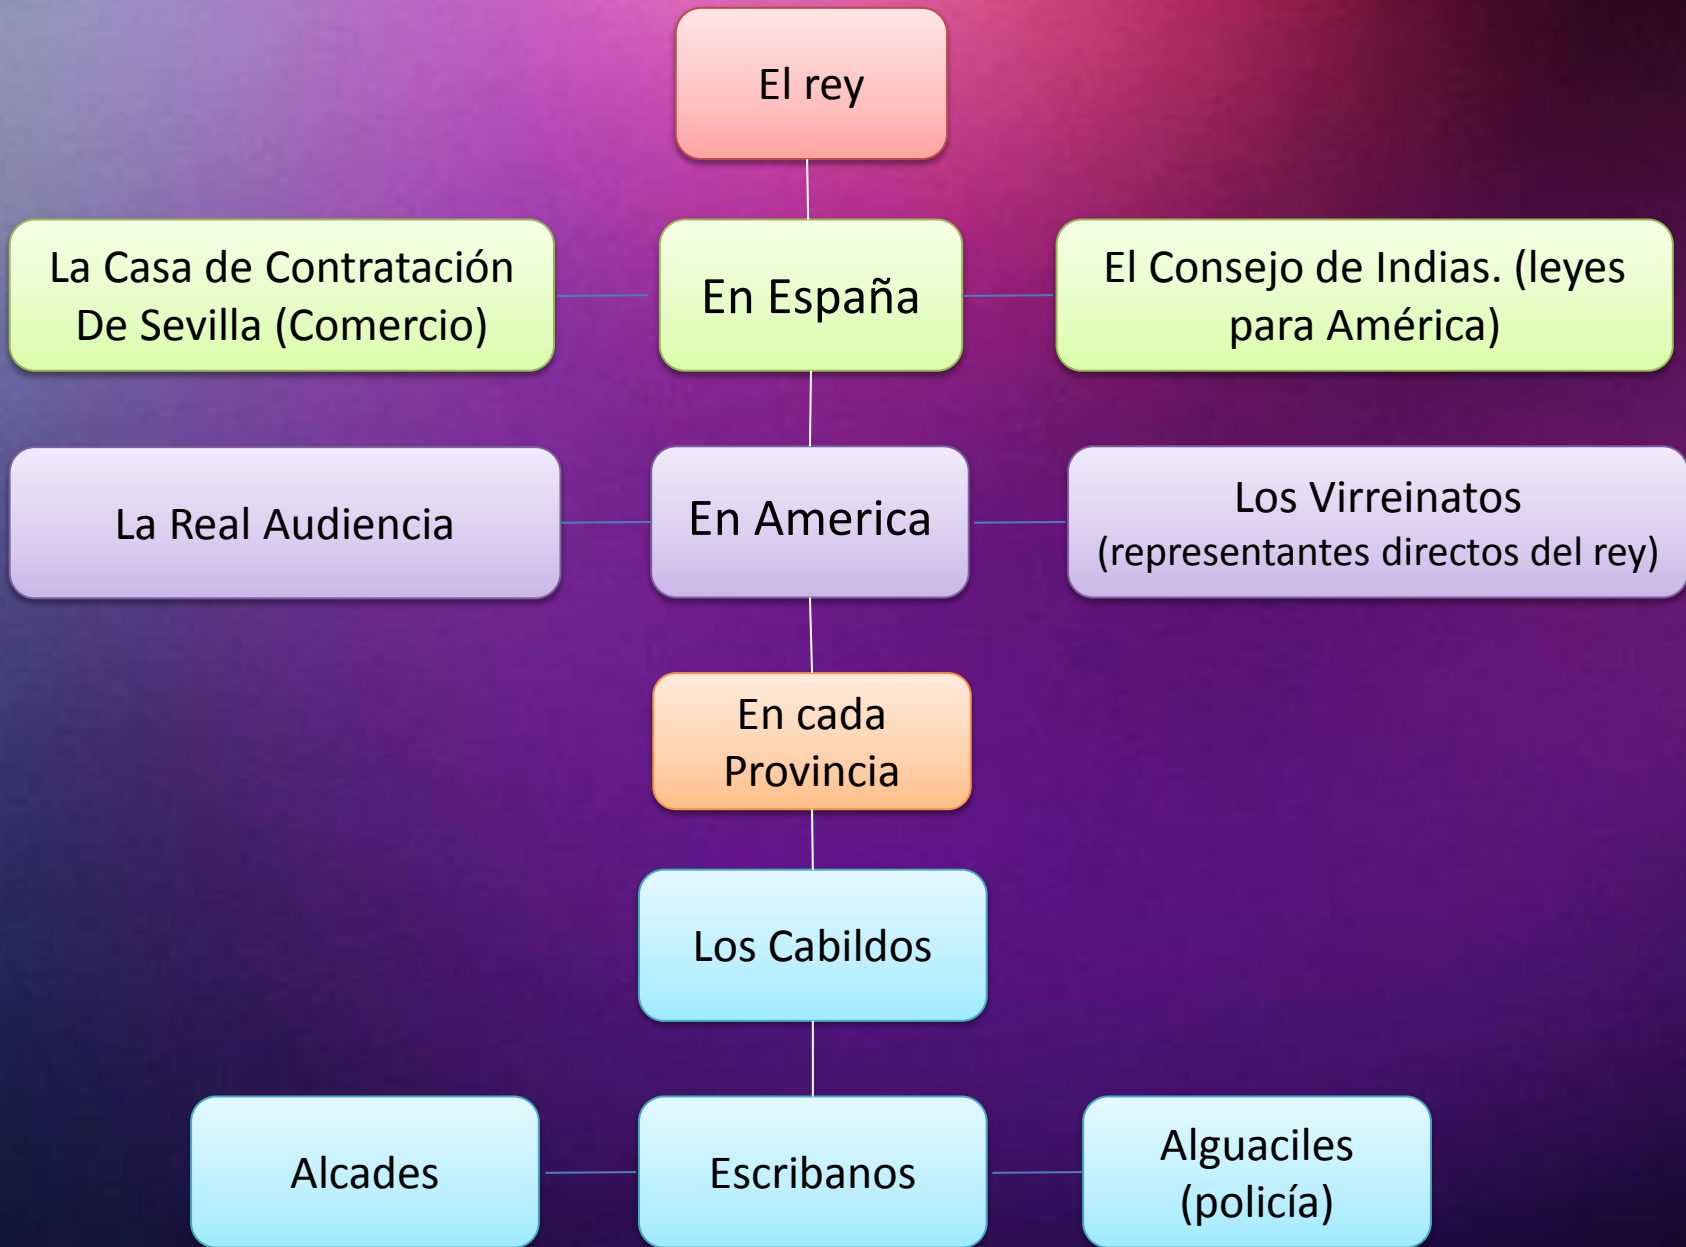 El rey
La Casa de Contratación
De Sevilla (Comercio)
En España
El Consejo de Indias. (leyes
para América)
La Real Audiencia
En America
Los Virreinatos
(representantes directos del rey)
En cada
Provincia
Los Cabildos
Alcades
Escribanos
Alguaciles
(policía)